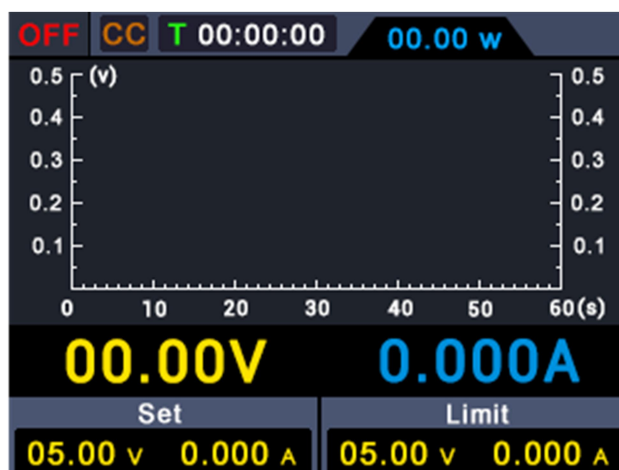 OFF CC T 00:00:00 00.00 W
0.5 (v) 0.5
0.4 0.4
0.3 0.3
0.2 0.2
0.1 0.1
0 10 20 30 40 50 60(s)
00.00V 0.000A
Set Limit
05.00 V 0.000 A 05.00 V 0.000 A